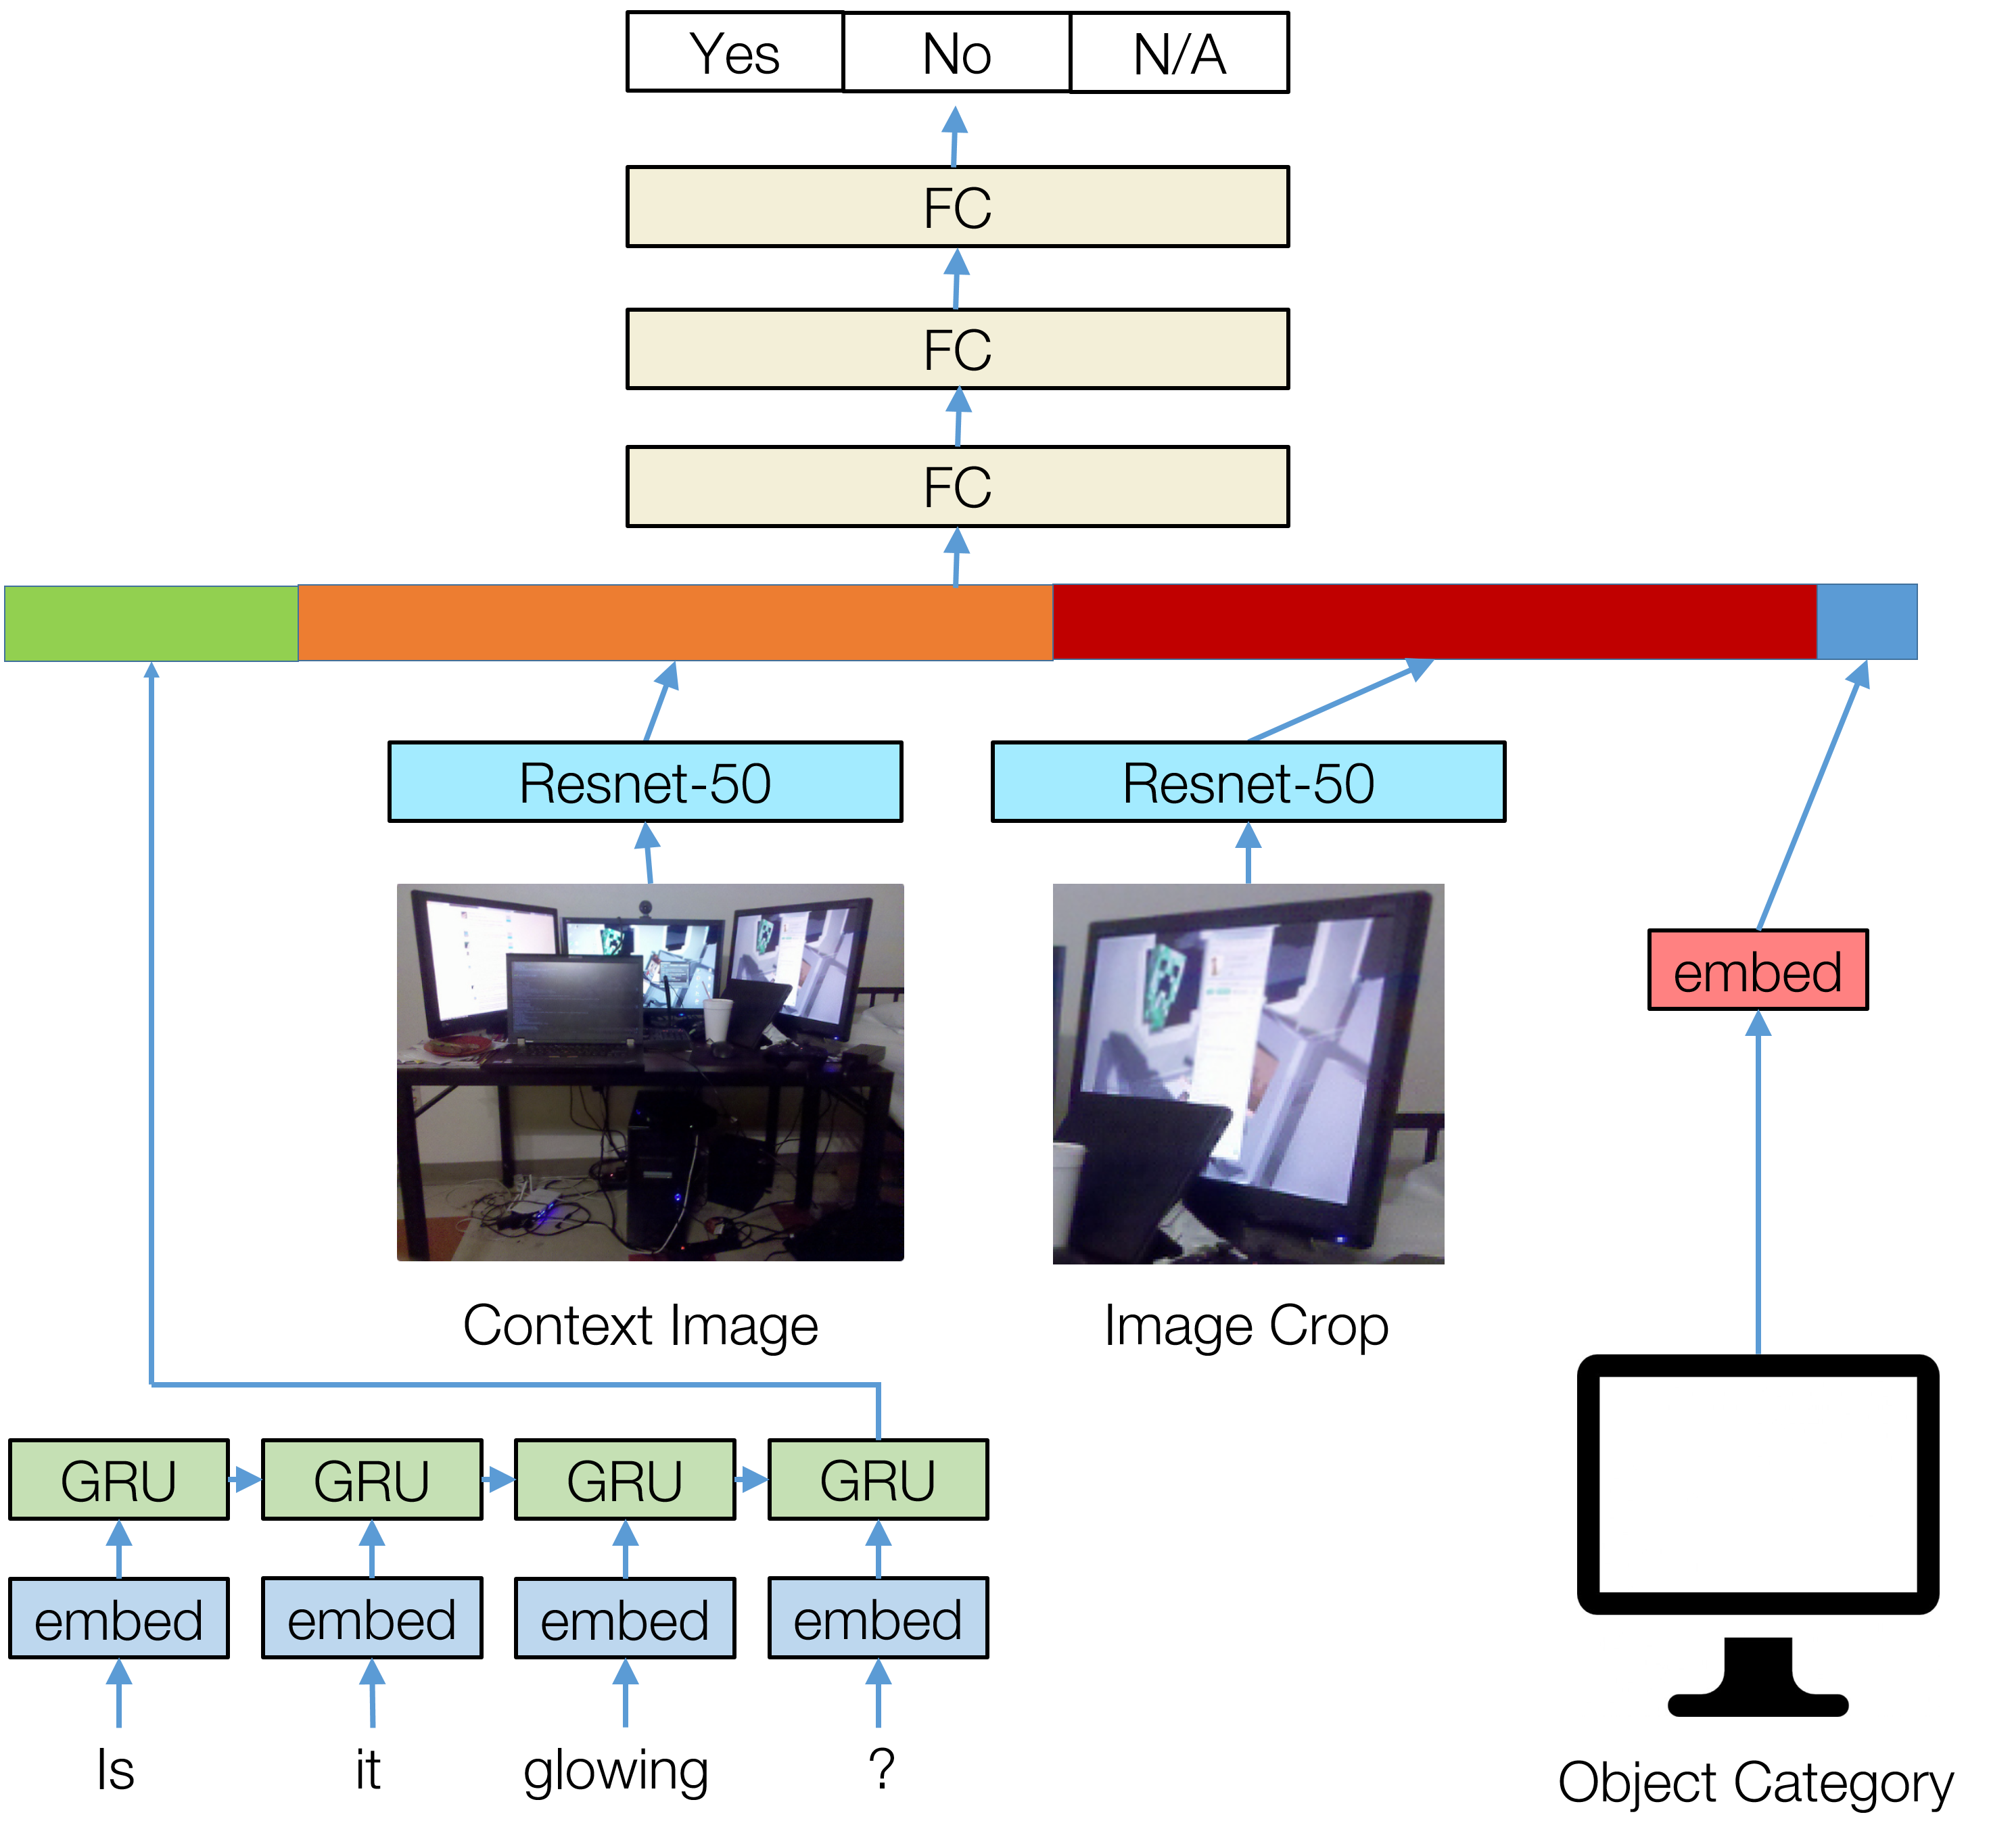 Yes No N/A
FC
FC
FC
Resnet-50 Resnet-50
embed
Context Image Image Crop
GRU GRU GRU GRU
embed embed embed embed
Is it glowing ?
Object Category